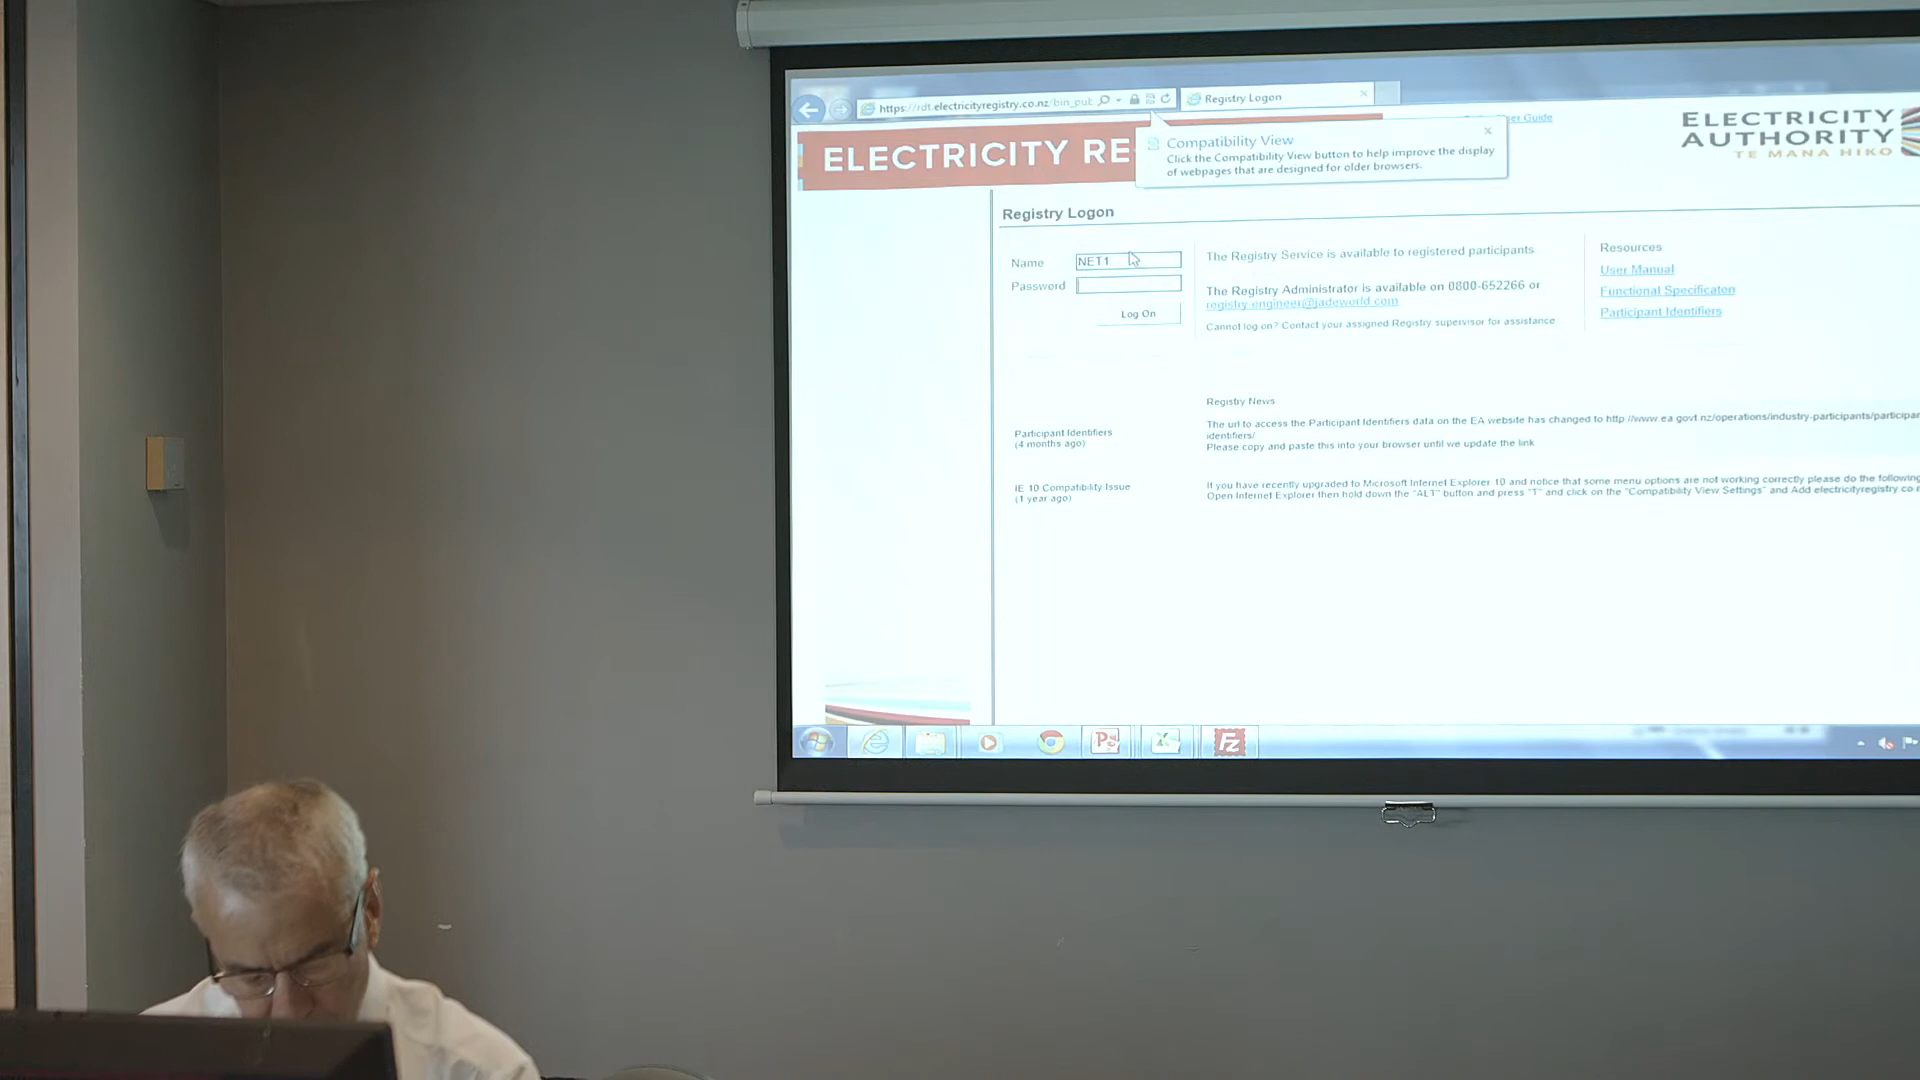 https://rdt.electricityregistry.co.nz/bin_pub
Registry Logon
User Guide
ELECTRICITY RE
Compatibility View
Click the Compatibility View button to help improve the display
of webpages that are designed for older browsers.
ELECTRICITY
AUTHORITY
TE MANA HIKO
Registry Logon
Name
NET1
Password
Log On
The Registry Service is available to registered participants
The Registry Administrator is available on 0800-652266 or
registry.engineer@jadeworld.com
Cannot log on? Contact your assigned Registry supervisor for assistance
Resources
User Manual
Functional Specificaton
Participant Identifiers
Registry News
Participant Identifiers
(4 months ago)
The url to access the Participant Identifiers data on the EA website has changed to http://www.ea.govt.nz/operations/industry-participants/participan
identifiers/
Please copy and paste this into your browser until we update the link
IE 10 Compatibility Issue
(1 year ago)
If you have recently upgraded to Microsoft Internet Explorer 10 and notice that some menu options are not working correctly please do the following
Open Internet Explorer then hold down the "ALT" button and press "T" and click on the "Compatibility View Settings" and Add electricityregistry.co